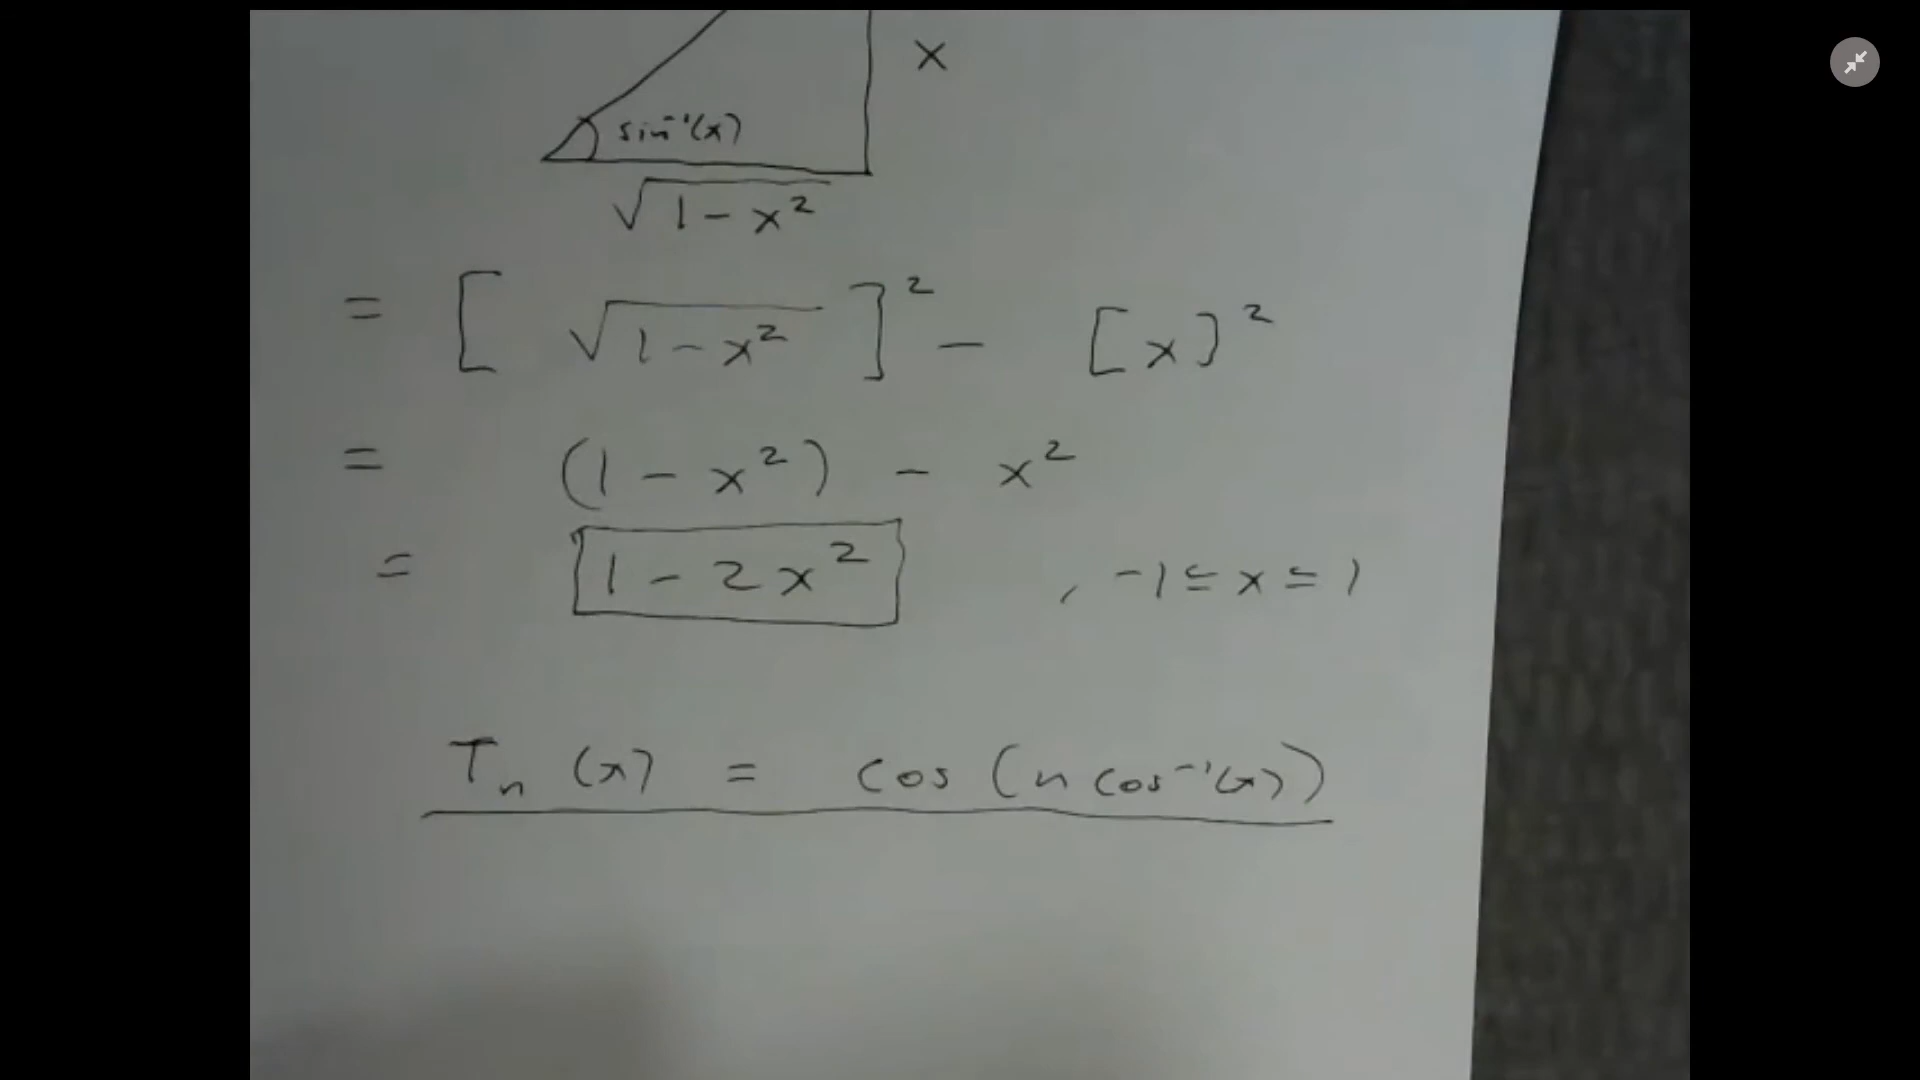 x
sin⁻¹(x)
√(1 - x²)
= [ √(1 - x²) ]² - [x]²
= (1 - x²) - x²
= 1 - 2x² , -1 ≤ x ≤ 1
Tₙ(x) = cos(n cos⁻¹(x))